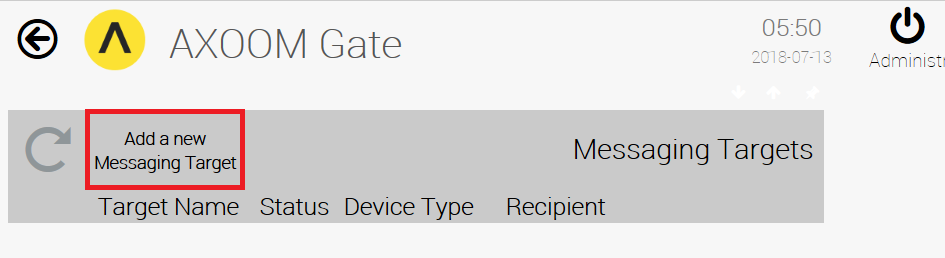 AXOOM Gate
05:50
2018-07-13
Administr
Add a new
Messaging Target
Messaging Targets
Target Name Status Device Type Recipient